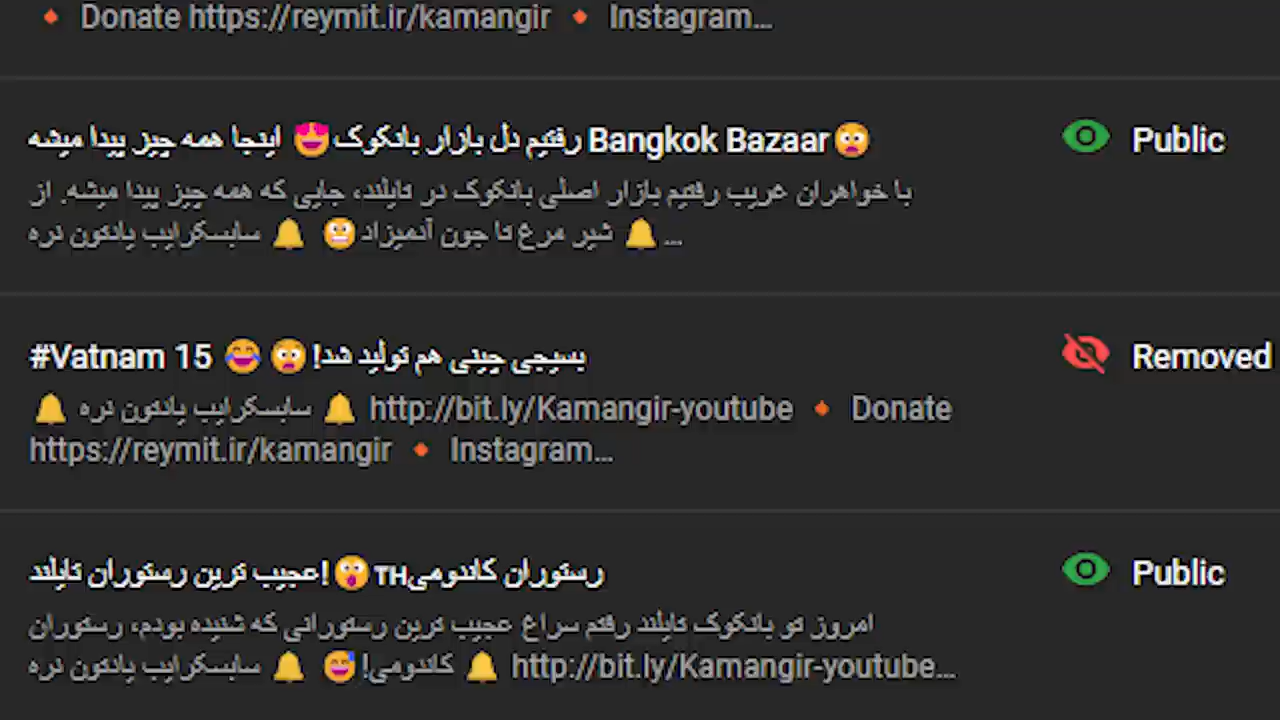 🔸 Donate https://reymit.ir/kamangir 🔸 Instagram...
رفتیم دل بازار بانکوک😍 اینجا همه چیز پیدا میشه Bangkok Bazaar😳
Public
با خواهران غریب رفتیم بازار اصلی بانکوک در تایلند، جایی که همه چیز پیدا میشه. از
شیر مرغ تا جون آدمیزاد😬 🔔 سابسکرایب یادتون نره 🔔...
#Vatnam 15 😂😳 بسیجی چینی هم تولید شد!
Removed
🔔 سابسکرایب یادتون نره 🔔 http://bit.ly/Kamangir-youtube 🔸 Donate
https://reymit.ir/kamangir 🔸 Instagram...
رستوران کاندومیTH😲!عجیب ترین رستوران تایلند
Public
امروز تو بانکوک تایلند رفتم سراغ عجیب ترین رستورانی که شنیده بودم، رستوران
کاندومی!😅 🔔 سابسکرایب یادتون نره 🔔 http://bit.ly/Kamangir-youtube...